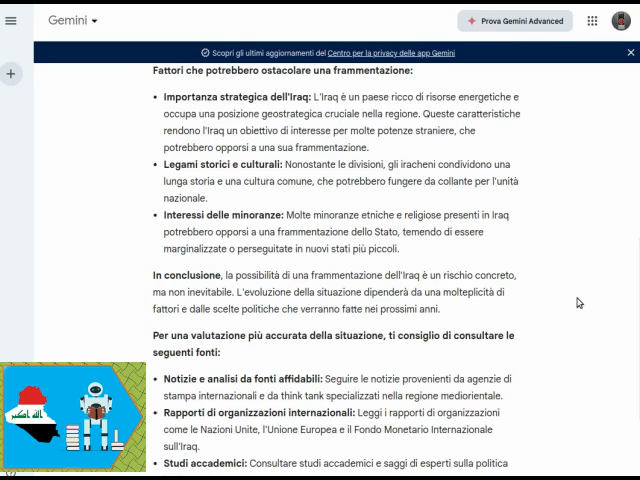 Gemini
Prova Gemini Advanced
Scopri gli ultimi aggiornamenti del Centro per la privacy delle app Gemini
Fattori che potrebbero ostacolare una frammentazione:
• Importanza strategica dell'Iraq: L'Iraq è un paese ricco di risorse energetiche e
occupa una posizione geostrategica cruciale nella regione. Queste caratteristiche
rendono l'Iraq un obiettivo di interesse per molte potenze straniere, che
potrebbero opporsi a una sua frammentazione.
• Legami storici e culturali: Nonostante le divisioni, gli iracheni condividono una
lunga storia e una cultura comune, che potrebbero fungere da collante per l'unità
nazionale.
• Interessi delle minoranze: Molte minoranze etniche e religiose presenti in Iraq
potrebbero opporsi a una frammentazione dello Stato, temendo di essere
marginalizzate o perseguitate in nuovi stati più piccoli.
In conclusione, la possibilità di una frammentazione dell'Iraq è un rischio concreto,
ma non inevitabile. L'evoluzione della situazione dipenderà da una molteplicità di
fattori e dalle scelte politiche che verranno fatte nei prossimi anni.
Per una valutazione più accurata della situazione, ti consiglio di consultare le
seguenti fonti:
• Notizie e analisi da fonti affidabili: Seguire le notizie provenienti da agenzie di
stampa internazionali e da think tank specializzati nella regione mediorientale.
• Rapporti di organizzazioni internazionali: Leggi i rapporti di organizzazioni
come le Nazioni Unite, l'Unione Europea e il Fondo Monetario Internazionale
sull'Iraq.
• Studi accademici: Consultare studi accademici e saggi di esperti sulla politica
الله اكبر